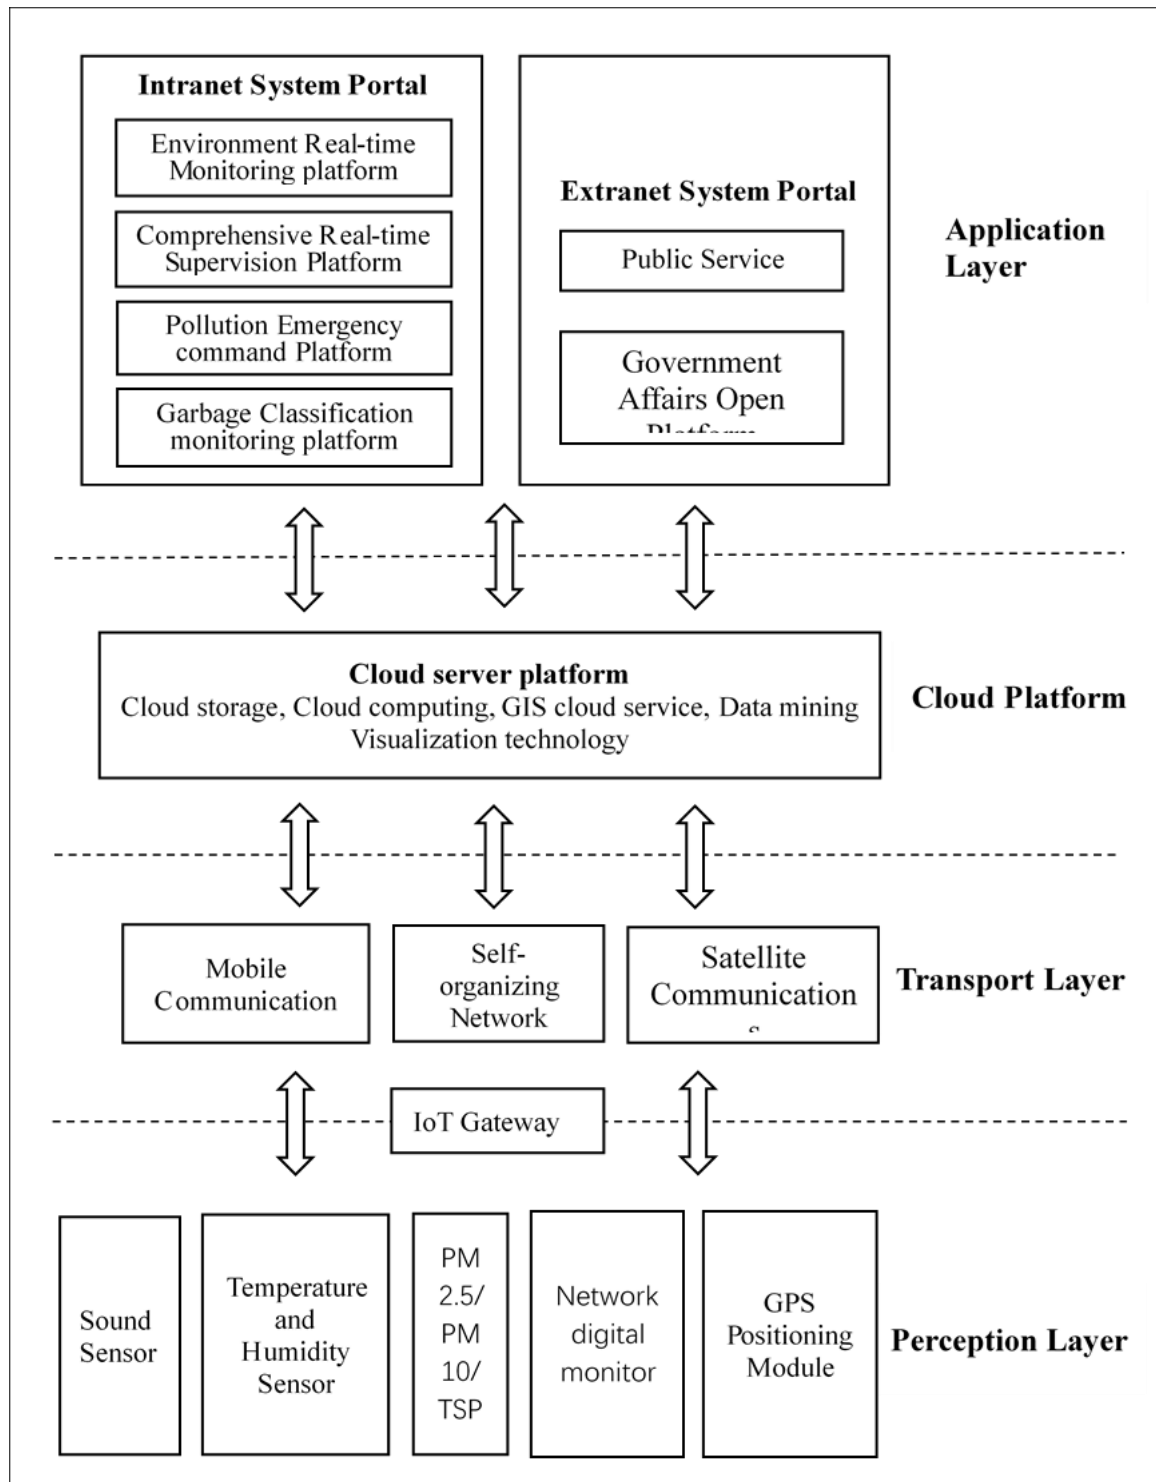 Intranet System Portal
Environment Real-time
Monitoring platform
Comprehensive Real-time
Supervision Platform
Pollution Emergency
command Platform
Garbage Classification
monitoring platform
Extranet System Portal
Public Service
Government
Affairs Open
Platform
Application
Layer
Cloud server platform
Cloud storage, Cloud computing, GIS cloud service, Data mining
Visualization technology
Cloud Platform
Mobile
Communication
Self-
organizing
Network
Satellite
Communication
s
Transport Layer
IoT Gateway
Sound
Sensor
Temperature
and
Humidity
Sensor
PM
2.5/
PM
10/
TSP
Network
digital
monitor
GPS
Positioning
Module
Perception Layer